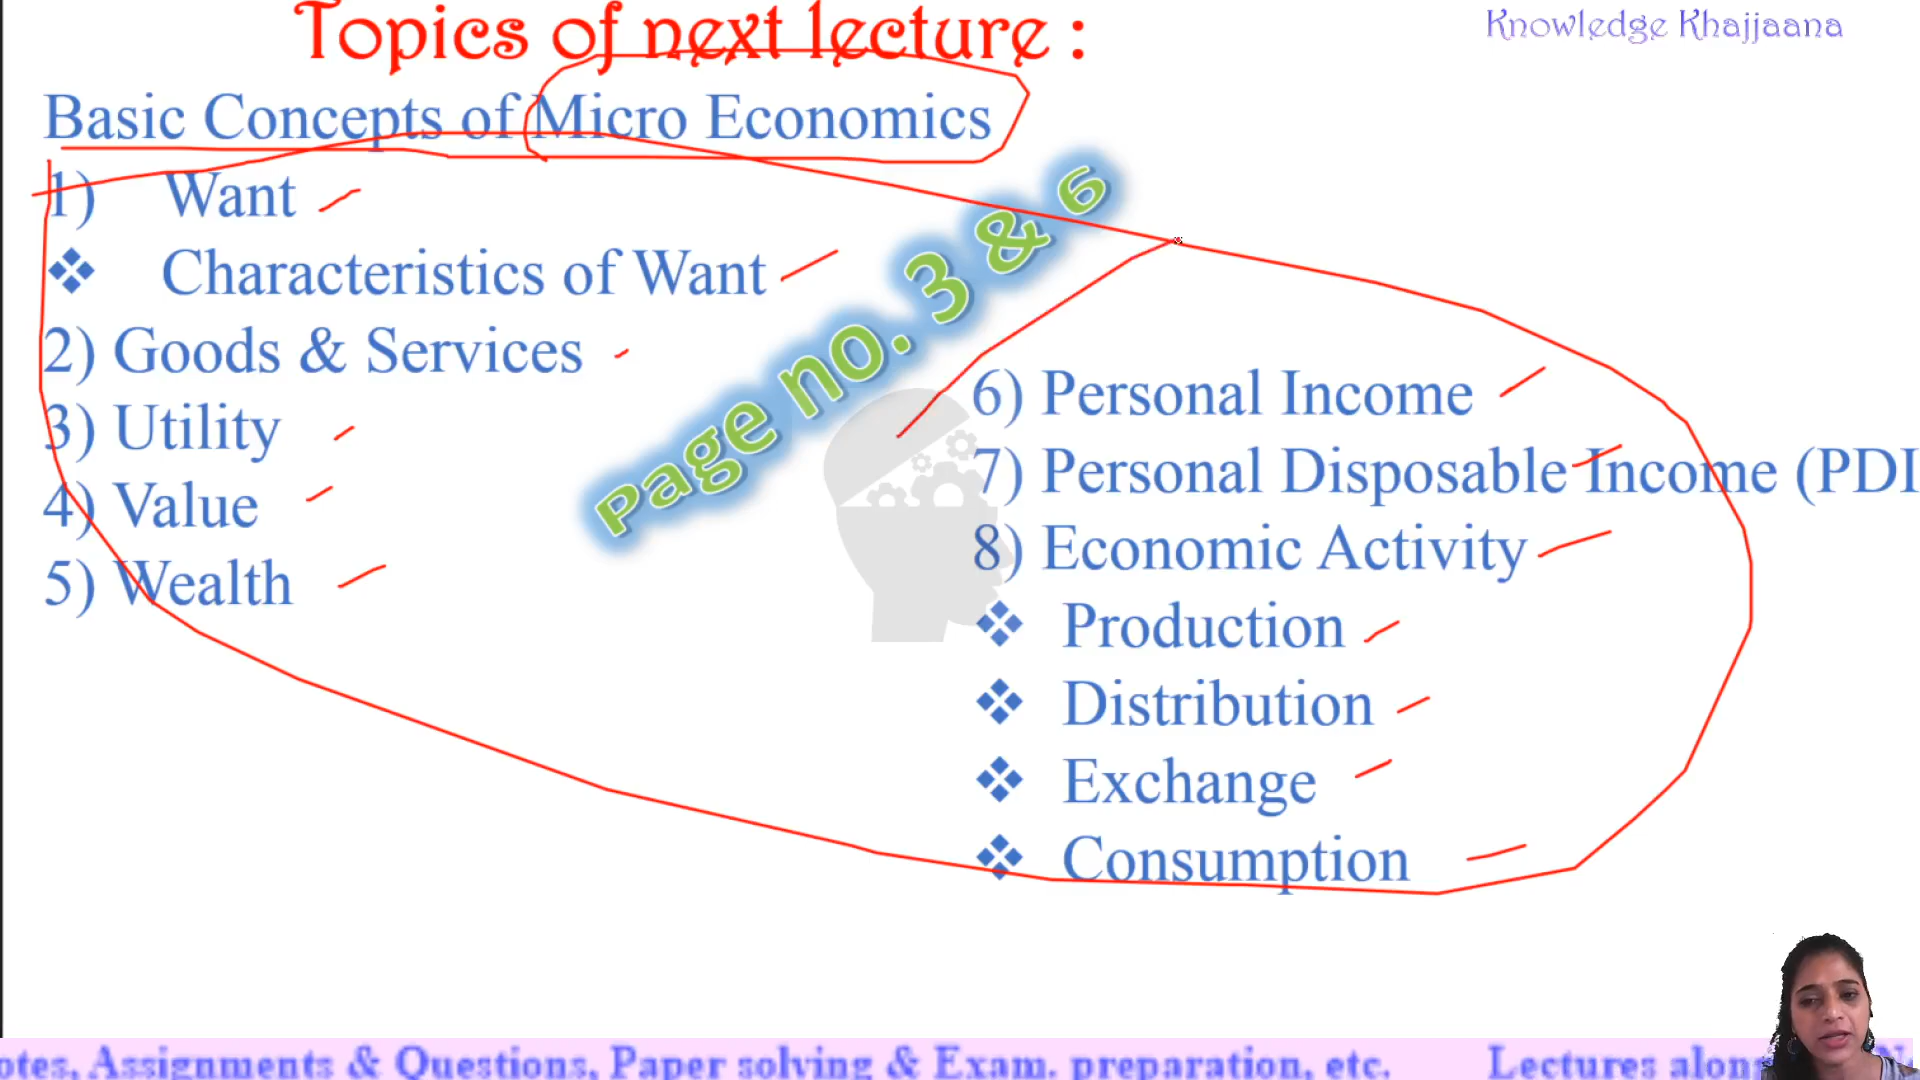 Topics of next lecture :
Knowledge Khajjaana
Basic Concepts of Micro Economics
1) Want
❖ Characteristics of Want
2) Goods & Services
3) Utility
4) Value
5) Wealth
Page no. 3 & 6
6) Personal Income
7) Personal Disposable Income (PDI
8) Economic Activity
❖ Production
❖ Distribution
❖ Exchange
❖ Consumption
otes, Assignments & Questions, Paper solving & Exam. preparation, etc. Lectures along